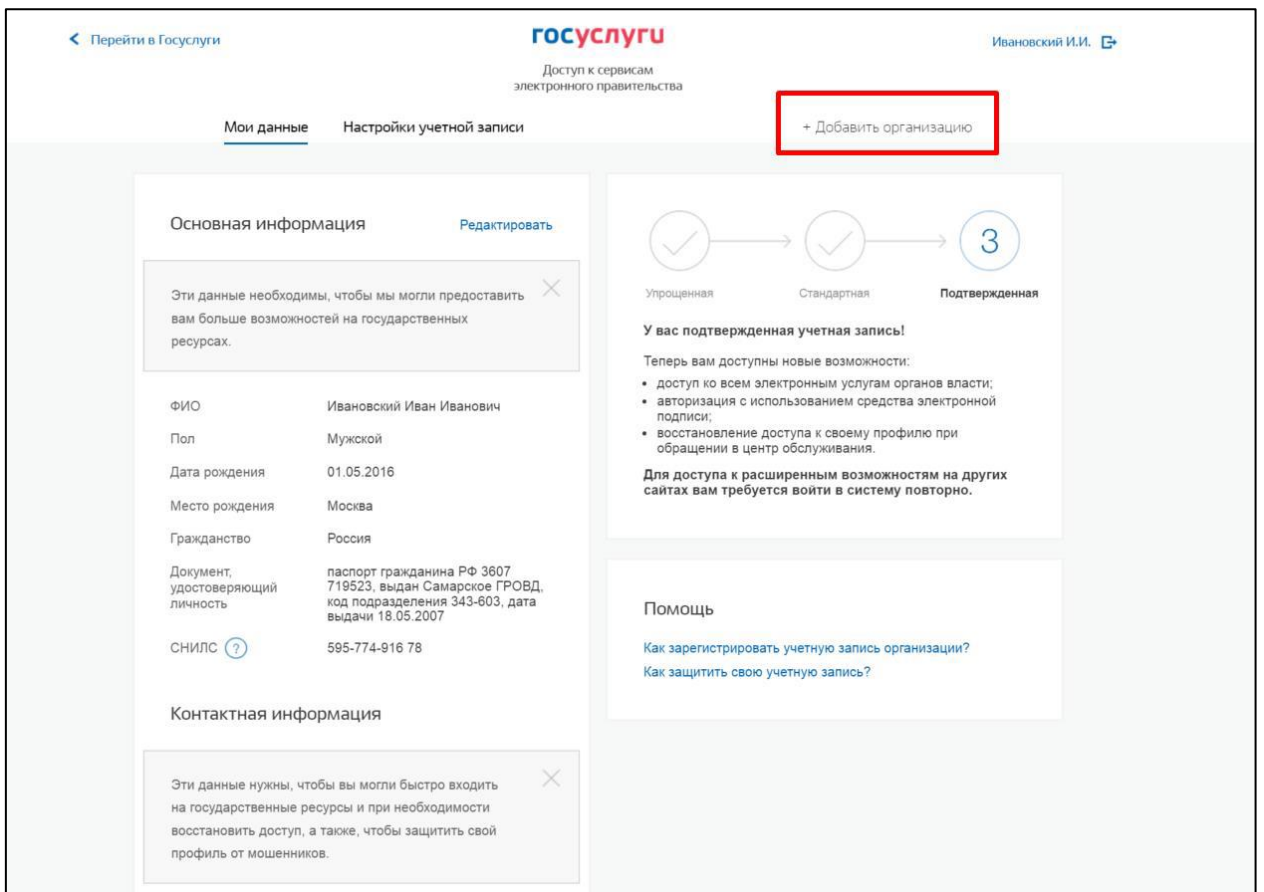 Перейти в Госуслуги
госуслуги
Ивановский И.И.
Доступ к сервисам
электронного правительства
Мои данные
Настройки учетной записи
+ Добавить организацию
Основная информация
Редактировать
Эти данные необходимы, чтобы мы могли предоставить
вам больше возможностей на государственных
ресурсах.
ФИО
Ивановский Иван Иванович
Пол
Мужской
Дата рождения
01.05.2016
Место рождения
Москва
Гражданство
Россия
Документ,
удостоверяющий
личность
паспорт гражданина РФ 3607
719523, выдан Самарское ГРОВД,
код подразделения 343-603, дата
выдачи 18.05.2007
СНИЛС ?
595-774-916 78
Контактная информация
Эти данные нужны, чтобы вы могли быстро входить
на государственные ресурсы и при необходимости
восстановить доступ, а также, чтобы защитить свой
профиль от мошенников.
3
Упрощенная
Стандартная
Подтвержденная
У вас подтвержденная учетная запись!
Теперь вам доступны новые возможности:
• доступ ко всем электронным услугам органов власти;
• авторизация с использованием средства электронной
подписи;
• восстановление доступа к своему профилю при
обращении в центр обслуживания.
Для доступа к расширенным возможностям на других
сайтах вам требуется войти в систему повторно.
Помощь
Как зарегистрировать учетную запись организации?
Как защитить свою учетную запись?